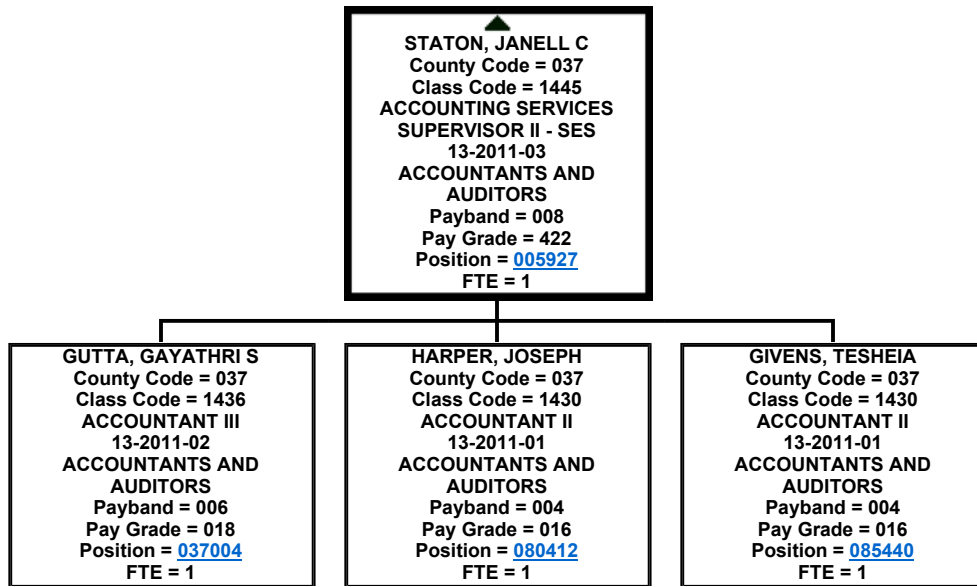 STATON, JANELL C
County Code = 037
Class Code = 1445
ACCOUNTING SERVICES
SUPERVISOR II - SES
13-2011-03
ACCOUNTANTS AND
AUDITORS
Payband = 008
Pay Grade = 422
Position = 005927
FTE = 1
GUTTA, GAYATHRI S
County Code = 037
Class Code = 1436
ACCOUNTANT III
13-2011-02
ACCOUNTANTS AND
AUDITORS
Payband = 006
Pay Grade = 018
Position = 037004
FTE = 1
HARPER, JOSEPH
County Code = 037
Class Code = 1430
ACCOUNTANT II
13-2011-01
ACCOUNTANTS AND
AUDITORS
Payband = 004
Pay Grade = 016
Position = 080412
FTE = 1
GIVENS, TESHEIA
County Code = 037
Class Code = 1430
ACCOUNTANT II
13-2011-01
ACCOUNTANTS AND
AUDITORS
Payband = 004
Pay Grade = 016
Position = 085440
FTE = 1